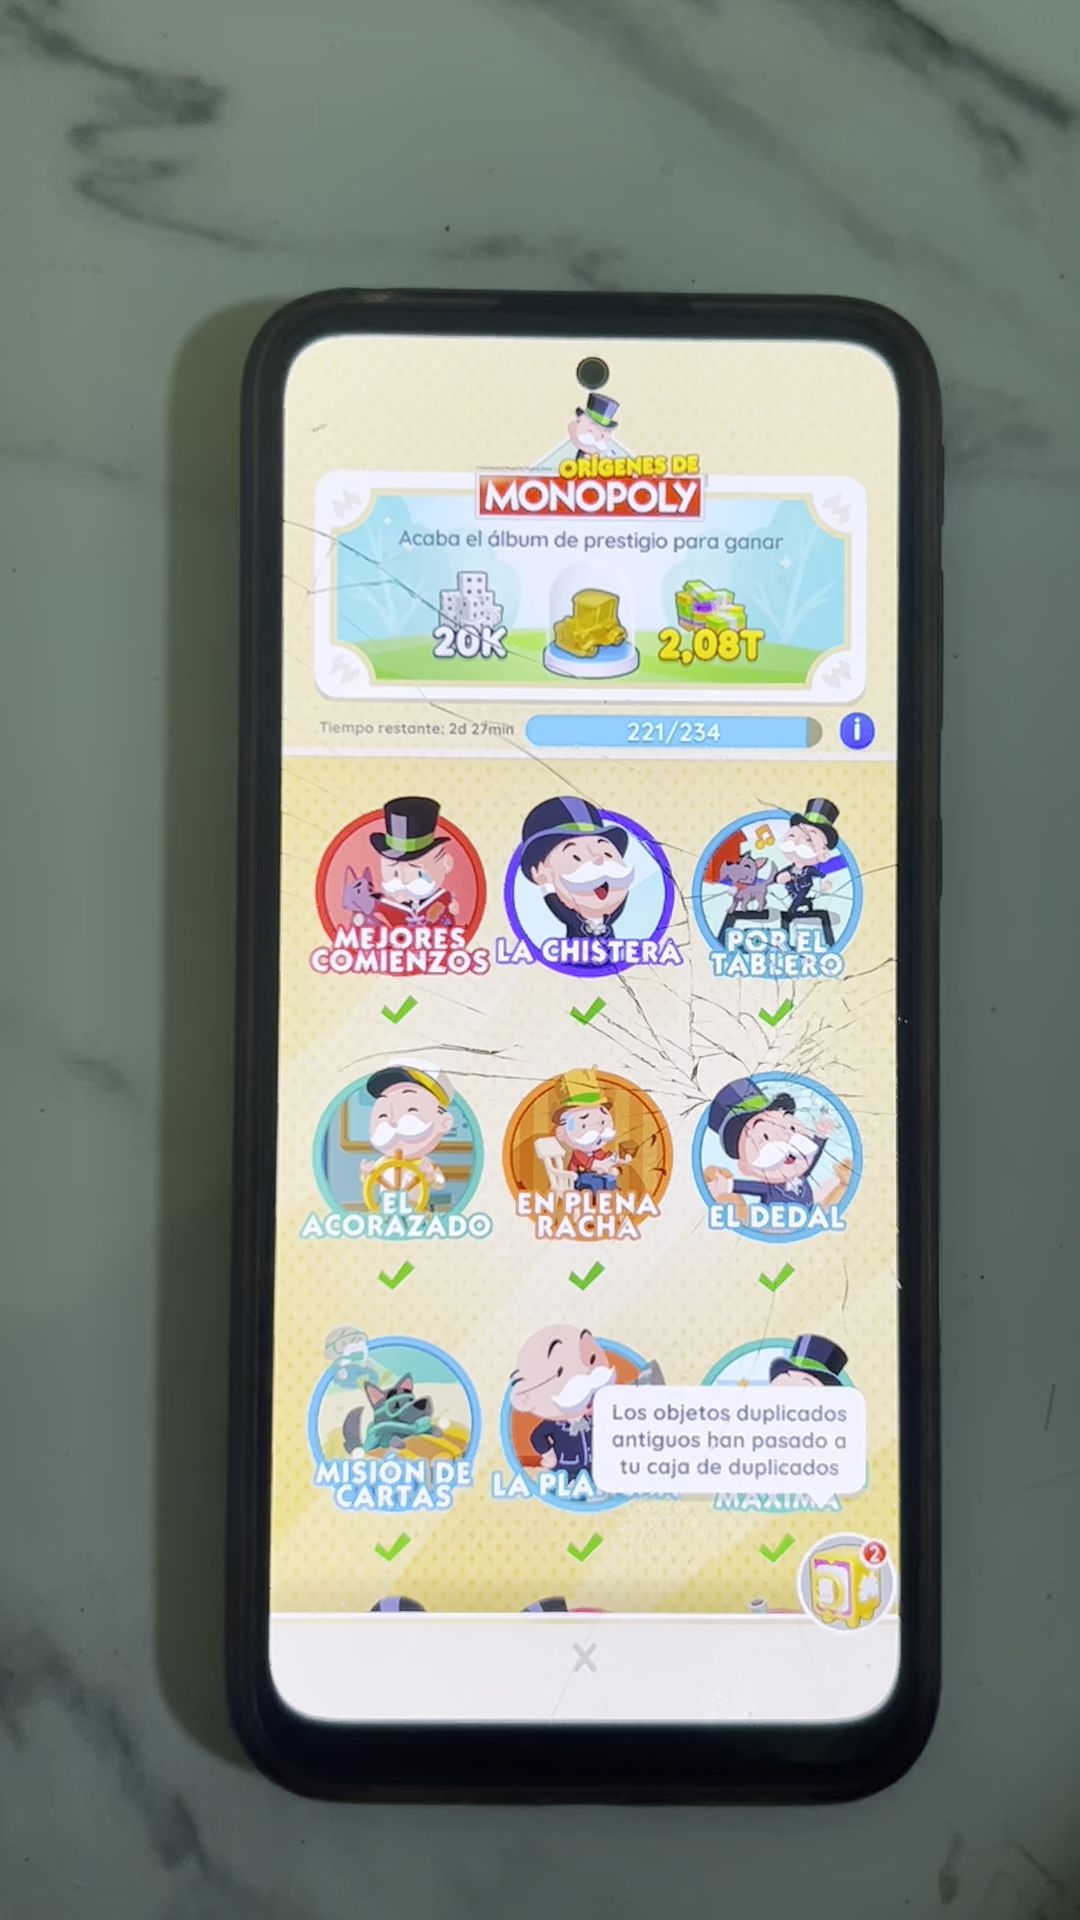 ORÍGENES DE
MONOPOLY
Acaba el álbum de prestigio para ganar
20K
2,08T
Tiempo restante: 2d 27min
221/234
i
MEJORES
COMIENZOS
LA CHISTERA
POR EL
TABLERO
EL
ACORAZADO
EN PLENA
RACHA
EL DEDAL
MISIÓN DE
CARTAS
LA
Los objetos duplicados
antiguos han pasado a
tu caja de duplicados
MÁXIMA
2
X